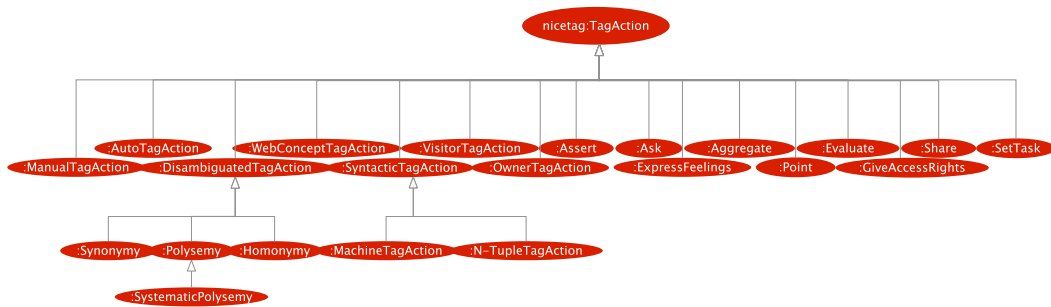 nicetag:TagAction
:AutoTagAction
:WebConceptTagAction
:VisitorTagAction
:Assert
:Ask
:Aggregate
:Evaluate
:Share
:SetTask
:ManualTagAction
:DisambiguatedTagAction
:SyntacticTagAction
:OwnerTagAction
:ExpressFeelings
:Point
:GiveAccessRights
:Synonymy
:Polysemy
:Homonymy
:MachineTagAction
:N-TupleTagAction
:SystematicPolysemy